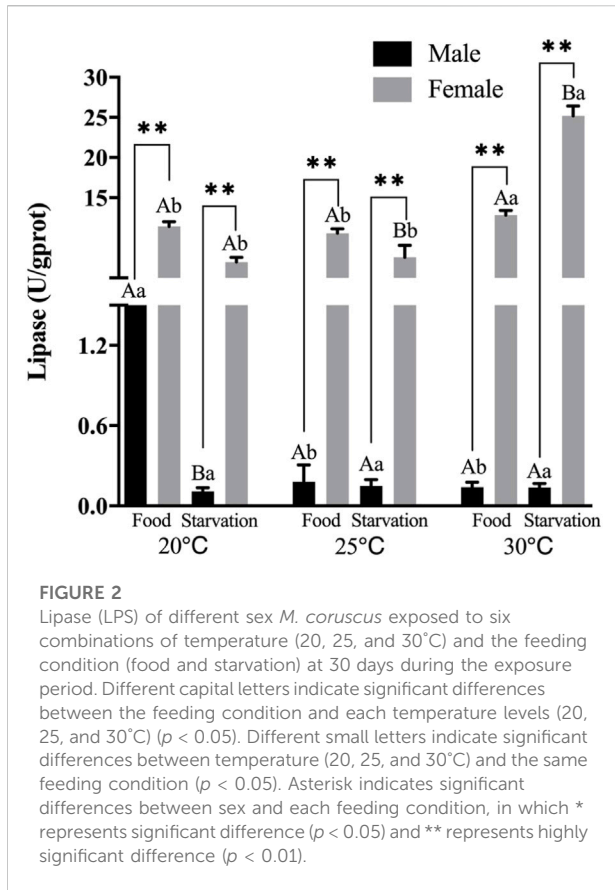 Male
Female
Lipase (U/gprot)
30
25
20
15
1.2
0.6
0.0
** ** ** ** ** **
Aa Ab Ba Ab
Ab Ab Aa Bb
Ab Aa Aa Ba
Food Starvation Food Starvation Food Starvation
20°C 25°C 30°C
FIGURE 2
Lipase (LPS) of different sex M. coruscus exposed to six
combinations of temperature (20, 25, and 30°C) and the feeding
condition (food and starvation) at 30 days during the exposure
period. Different capital letters indicate significant differences
between the feeding condition and each temperature levels (20,
25, and 30°C) (p < 0.05). Different small letters indicate significant
differences between temperature (20, 25, and 30°C) and the same
feeding condition (p < 0.05). Asterisk indicates significant
differences between sex and each feeding condition, in which *
represents significant difference (p < 0.05) and ** represents highly
significant difference (p < 0.01).